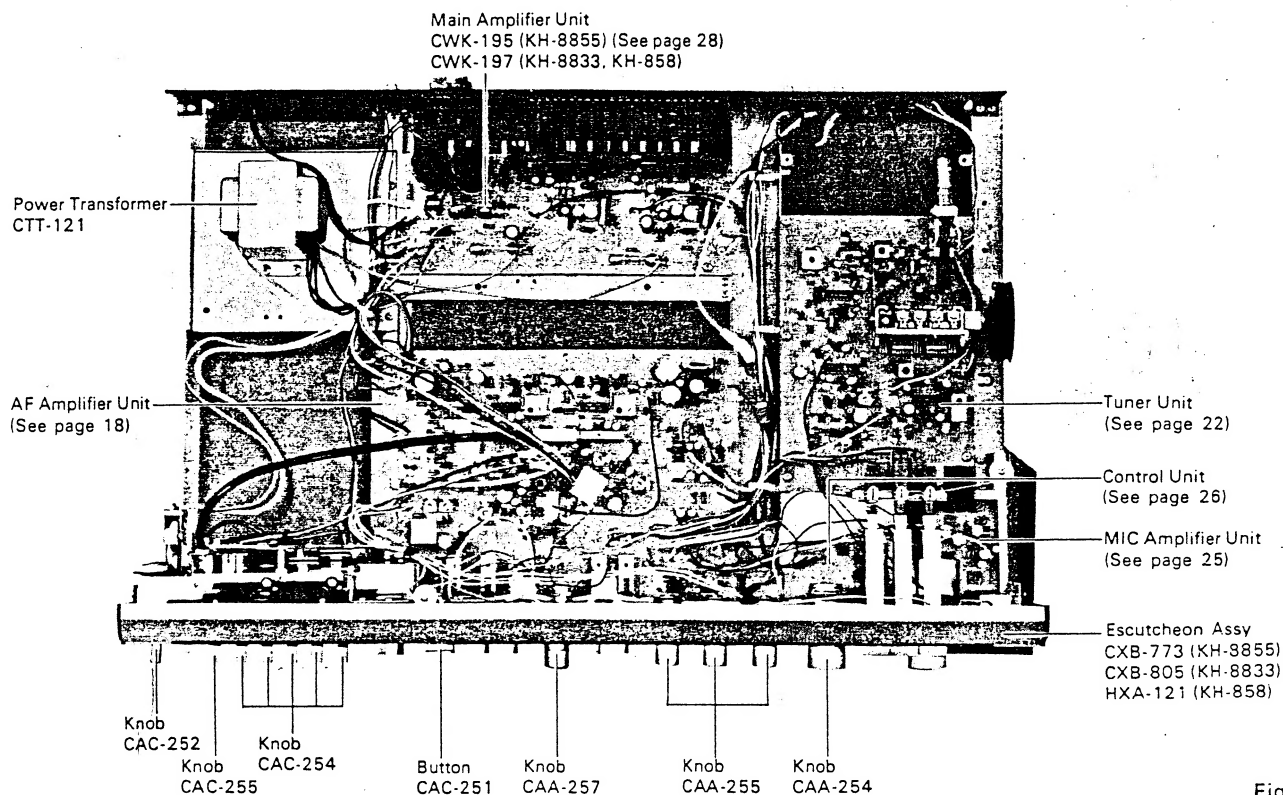 Main Amplifier Unit
CWK-195 (KH-8855) (See page 28)
CWK-197 (KH-8833, KH-858)
Power Transformer
CTT-121
AF Amplifier Unit
(See page 18)
Tuner Unit
(See page 22)
Control Unit
(See page 26)
MIC Amplifier Unit
(See page 25)
Escutcheon Assy
CXB-773 (KH-8855)
CXB-805 (KH-8833)
HXA-121 (KH-858)
Knob
CAC-252
Knob
CAC-255
Knob
CAC-254
Button
CAC-251
Knob
CAA-257
Knob
CAA-255
Knob
CAA-254